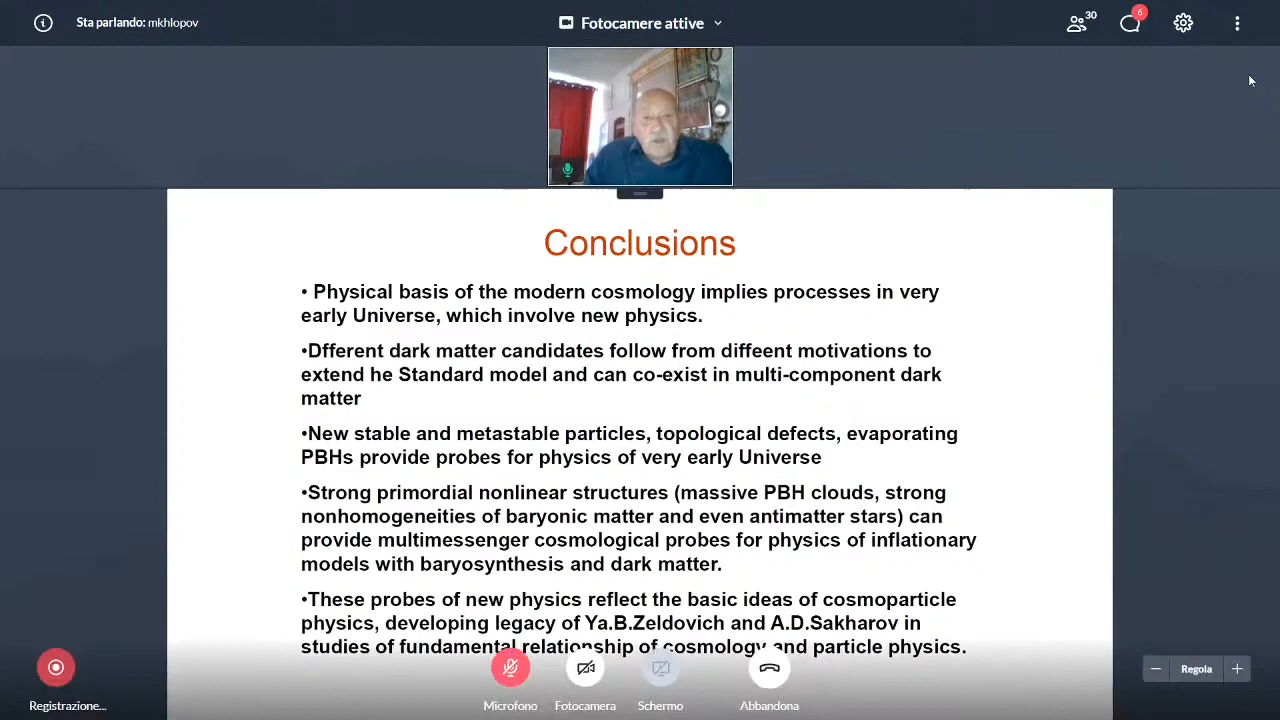 Sta parlando: mkhlopov
Fotocamere attive
30
6
Conclusions
• Physical basis of the modern cosmology implies processes in very
early Universe, which involve new physics.
•Dfferent dark matter candidates follow from diffeent motivations to
extend he Standard model and can co-exist in multi-component dark
matter
•New stable and metastable particles, topological defects, evaporating
PBHs provide probes for physics of very early Universe
•Strong primordial nonlinear structures (massive PBH clouds, strong
nonhomogeneities of baryonic matter and even antimatter stars) can
provide multimessenger cosmological probes for physics of inflationary
models with baryosynthesis and dark matter.
•These probes of new physics reflect the basic ideas of cosmoparticle
physics, developing legacy of Ya.B.Zeldovich and A.D.Sakharov in
studies of fundamental relationship of cosmology and particle physics.
Registrazione...
Microfono
Fotocamera
Schermo
Abbandona
Regola